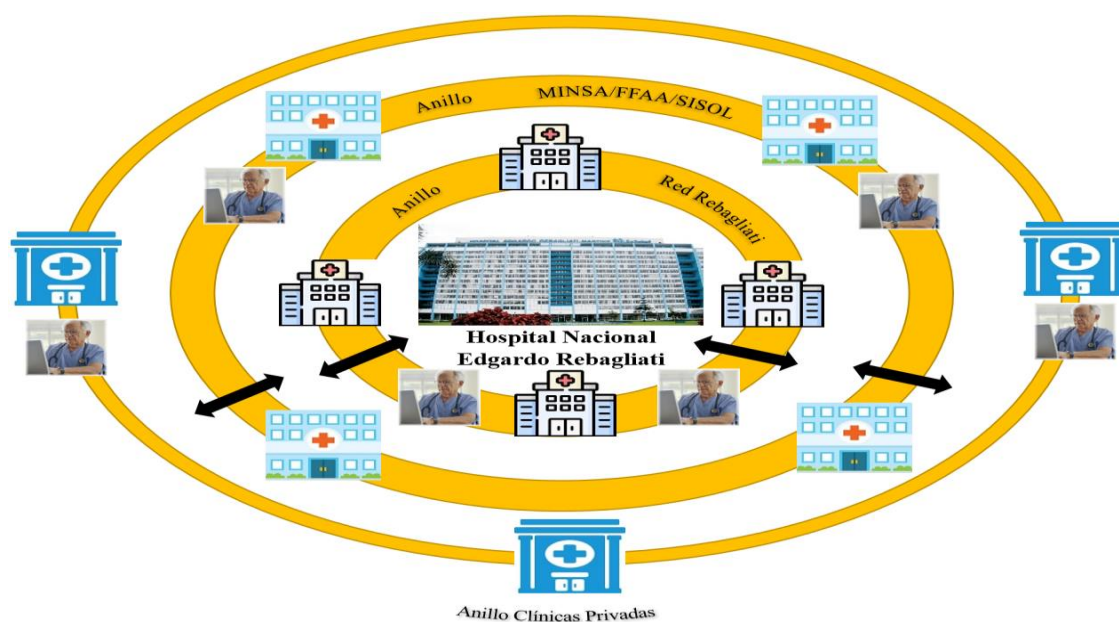 Anillo MINSA/FFAA/SISOL
Anillo Red Rebagliati
Hospital Nacional
Edgardo Rebagliati
Anillo Clínicas Privadas